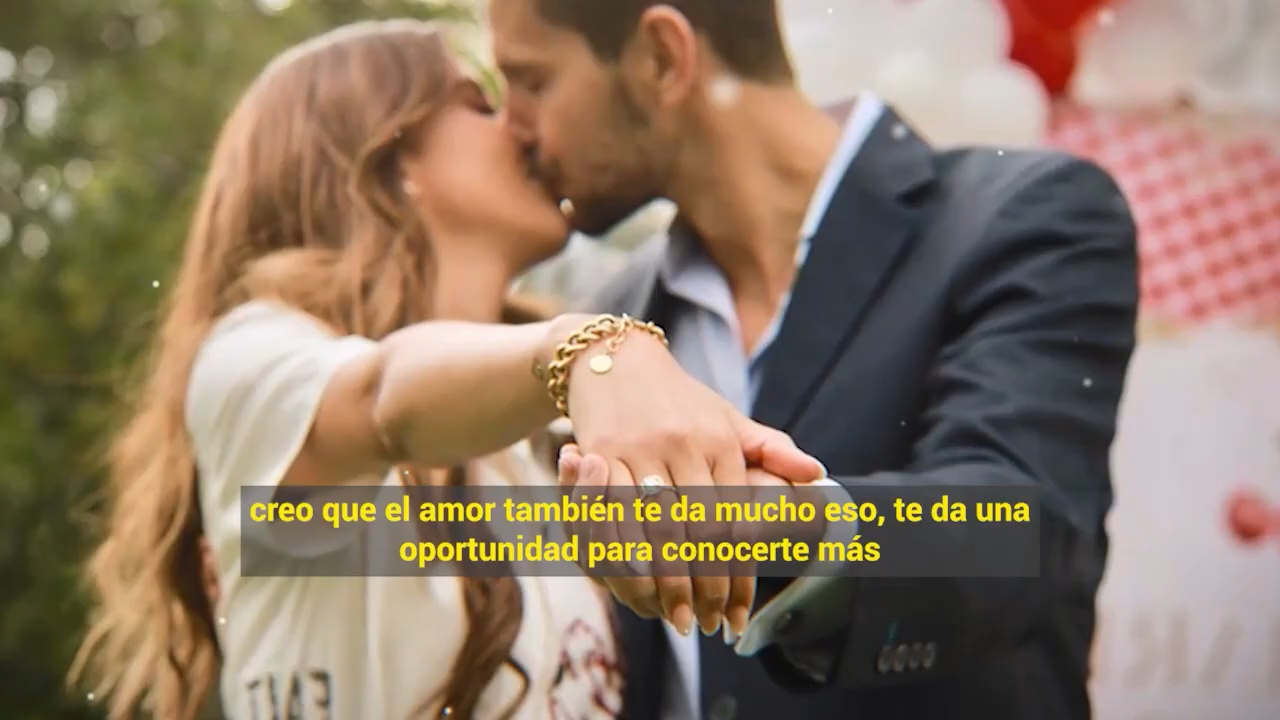 creo que el amor también te da mucho eso, te da una
oportunidad para conocerte más